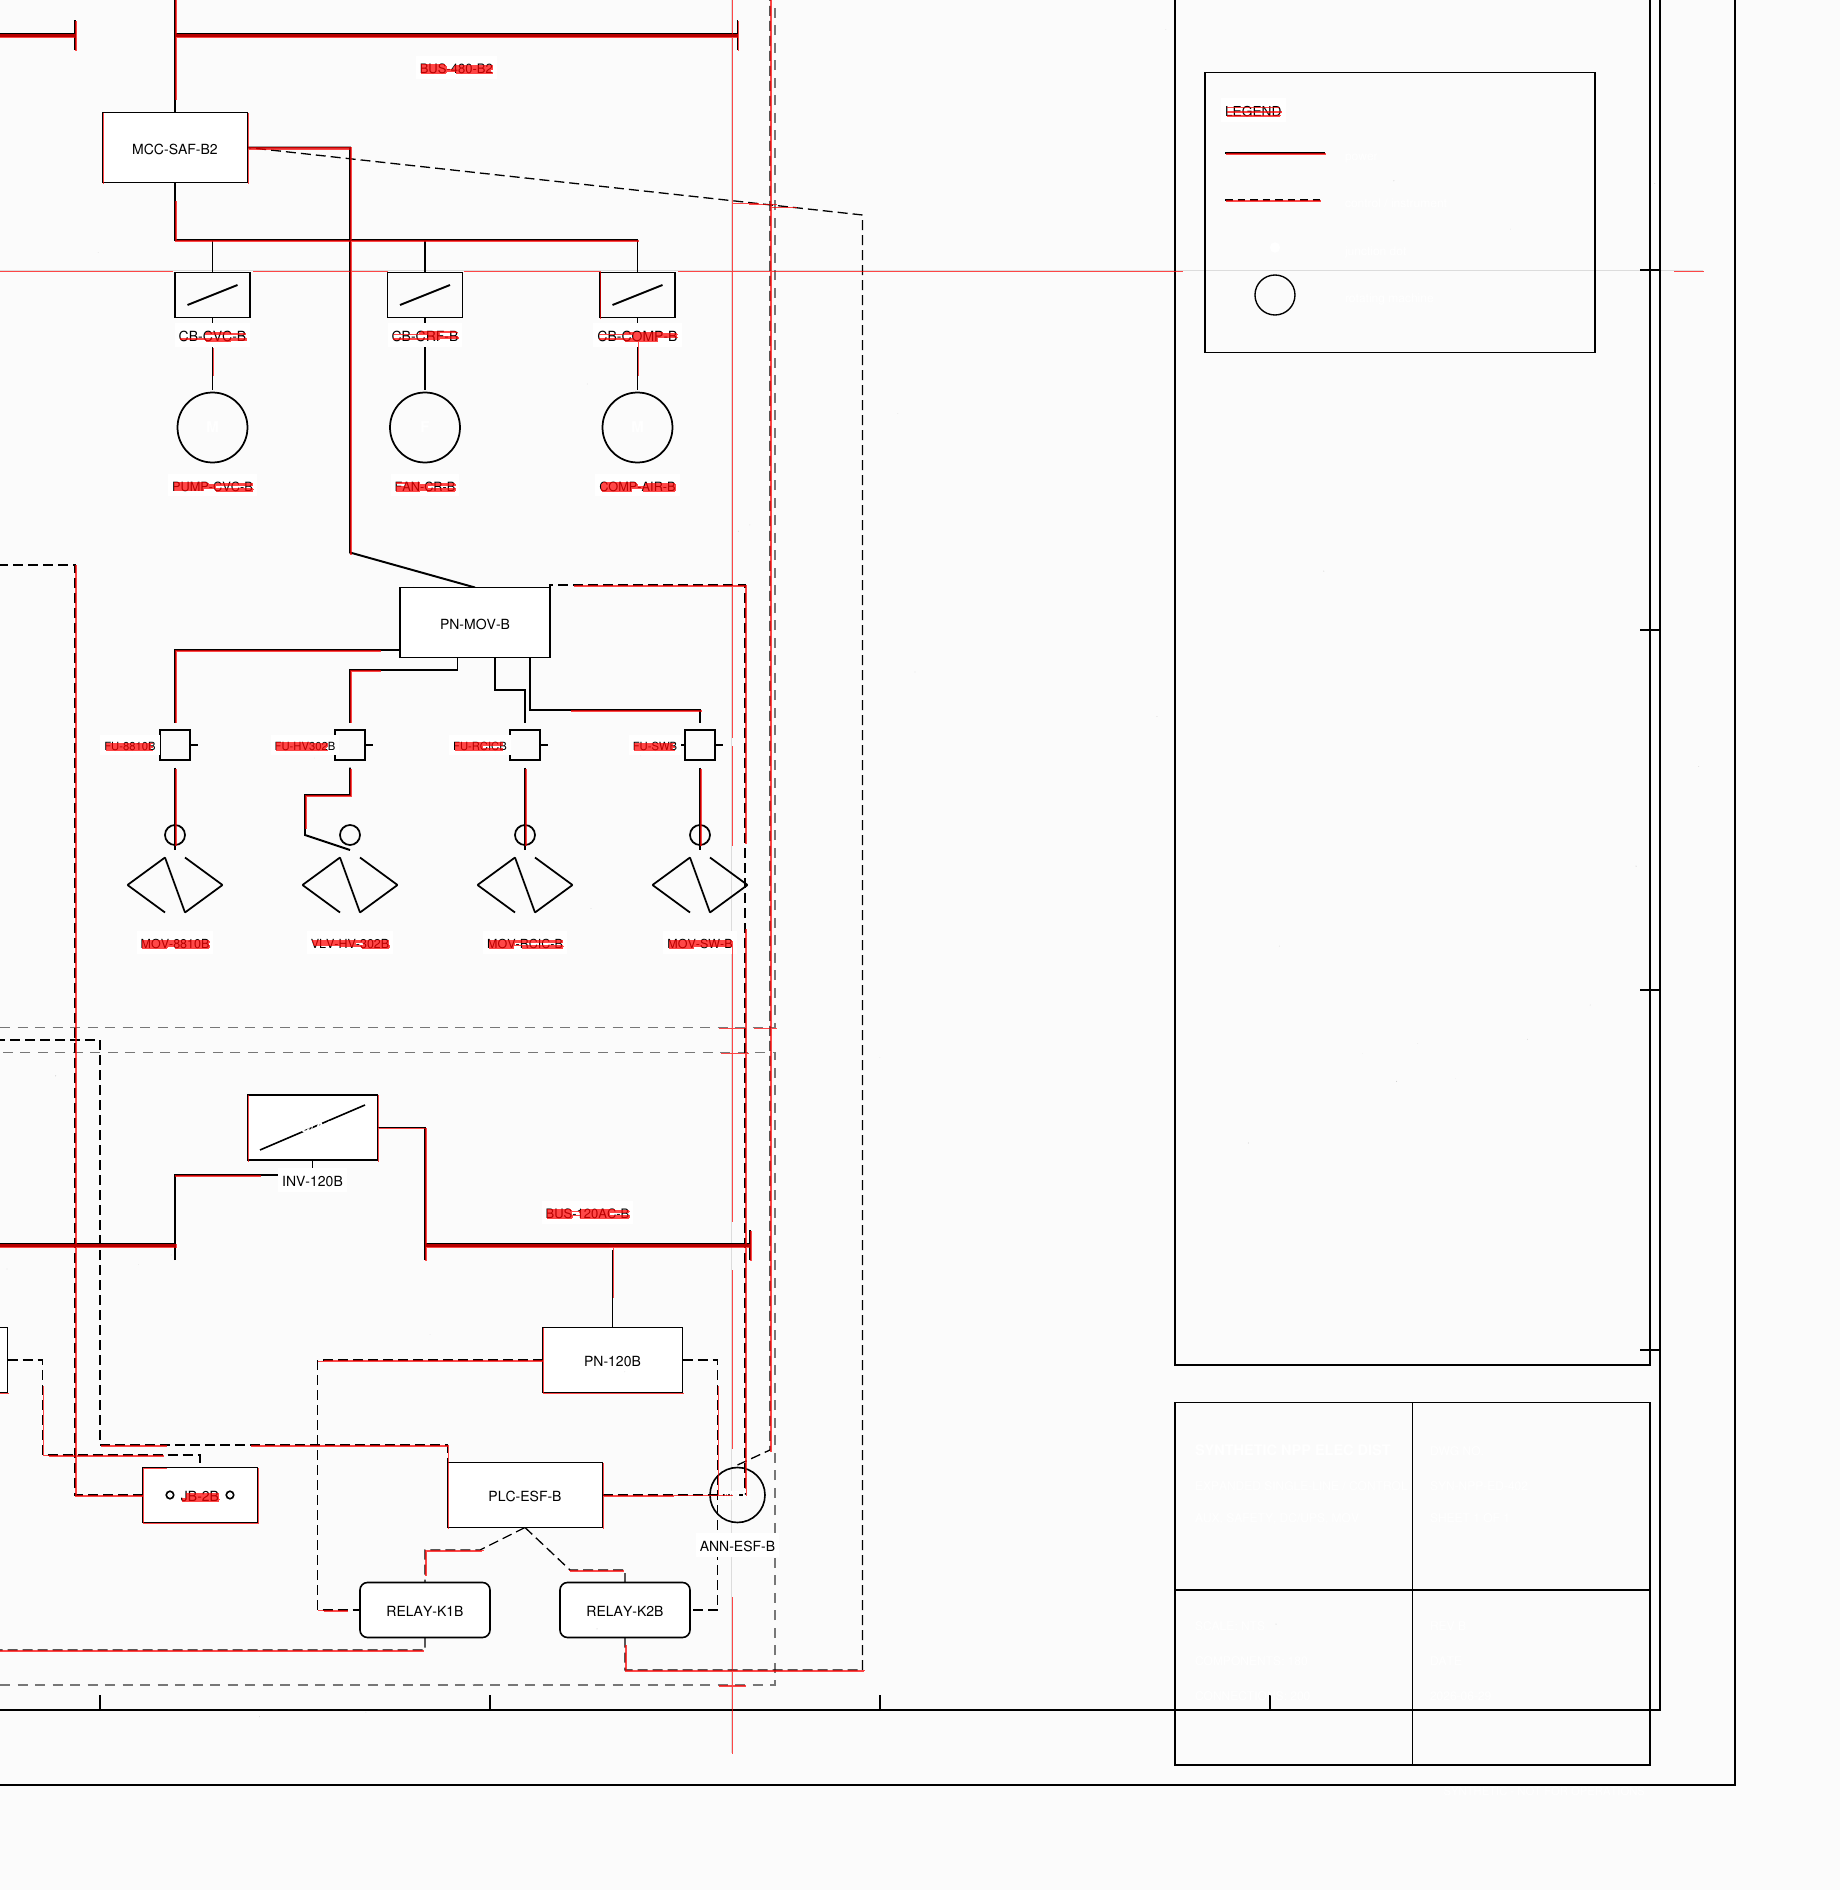 BUS-480-B2
LEGEND
MCC-SAF-B2
CB-CVC-B
CB-CRF-B
CB-COMP-B
PUMP-CVC-B
FAN-CR-B
COMP-AIR-B
PN-MOV-B
FU-8810B
FU-HV302B
FU-RCICB
FU-SWB
MOV-8810B
VLV-HV-302B
MOV-RCIC-B
MOV-SW-B
INV-120B
BUS-120AC-B
PN-120B
JB-2B
PLC-ESF-B
ANN-ESF-B
RELAY-K1B
RELAY-K2B